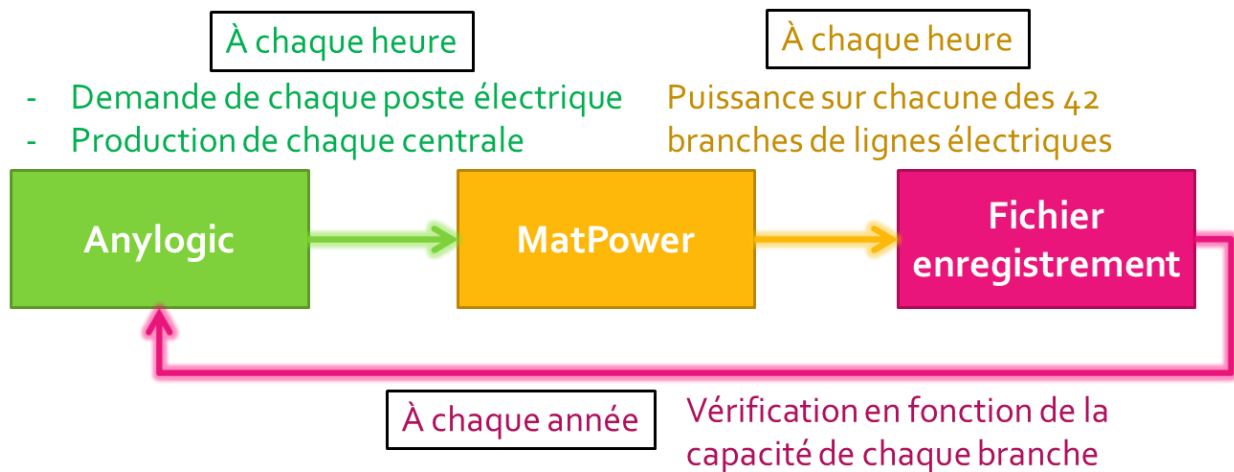 À chaque heure
- Demande de chaque poste électrique
- Production de chaque centrale
À chaque heure
Puissance sur chacune des 42
branches de lignes électriques
Anylogic
MatPower
Fichier
enregistrement
À chaque année
Vérification en fonction de la
capacité de chaque branche